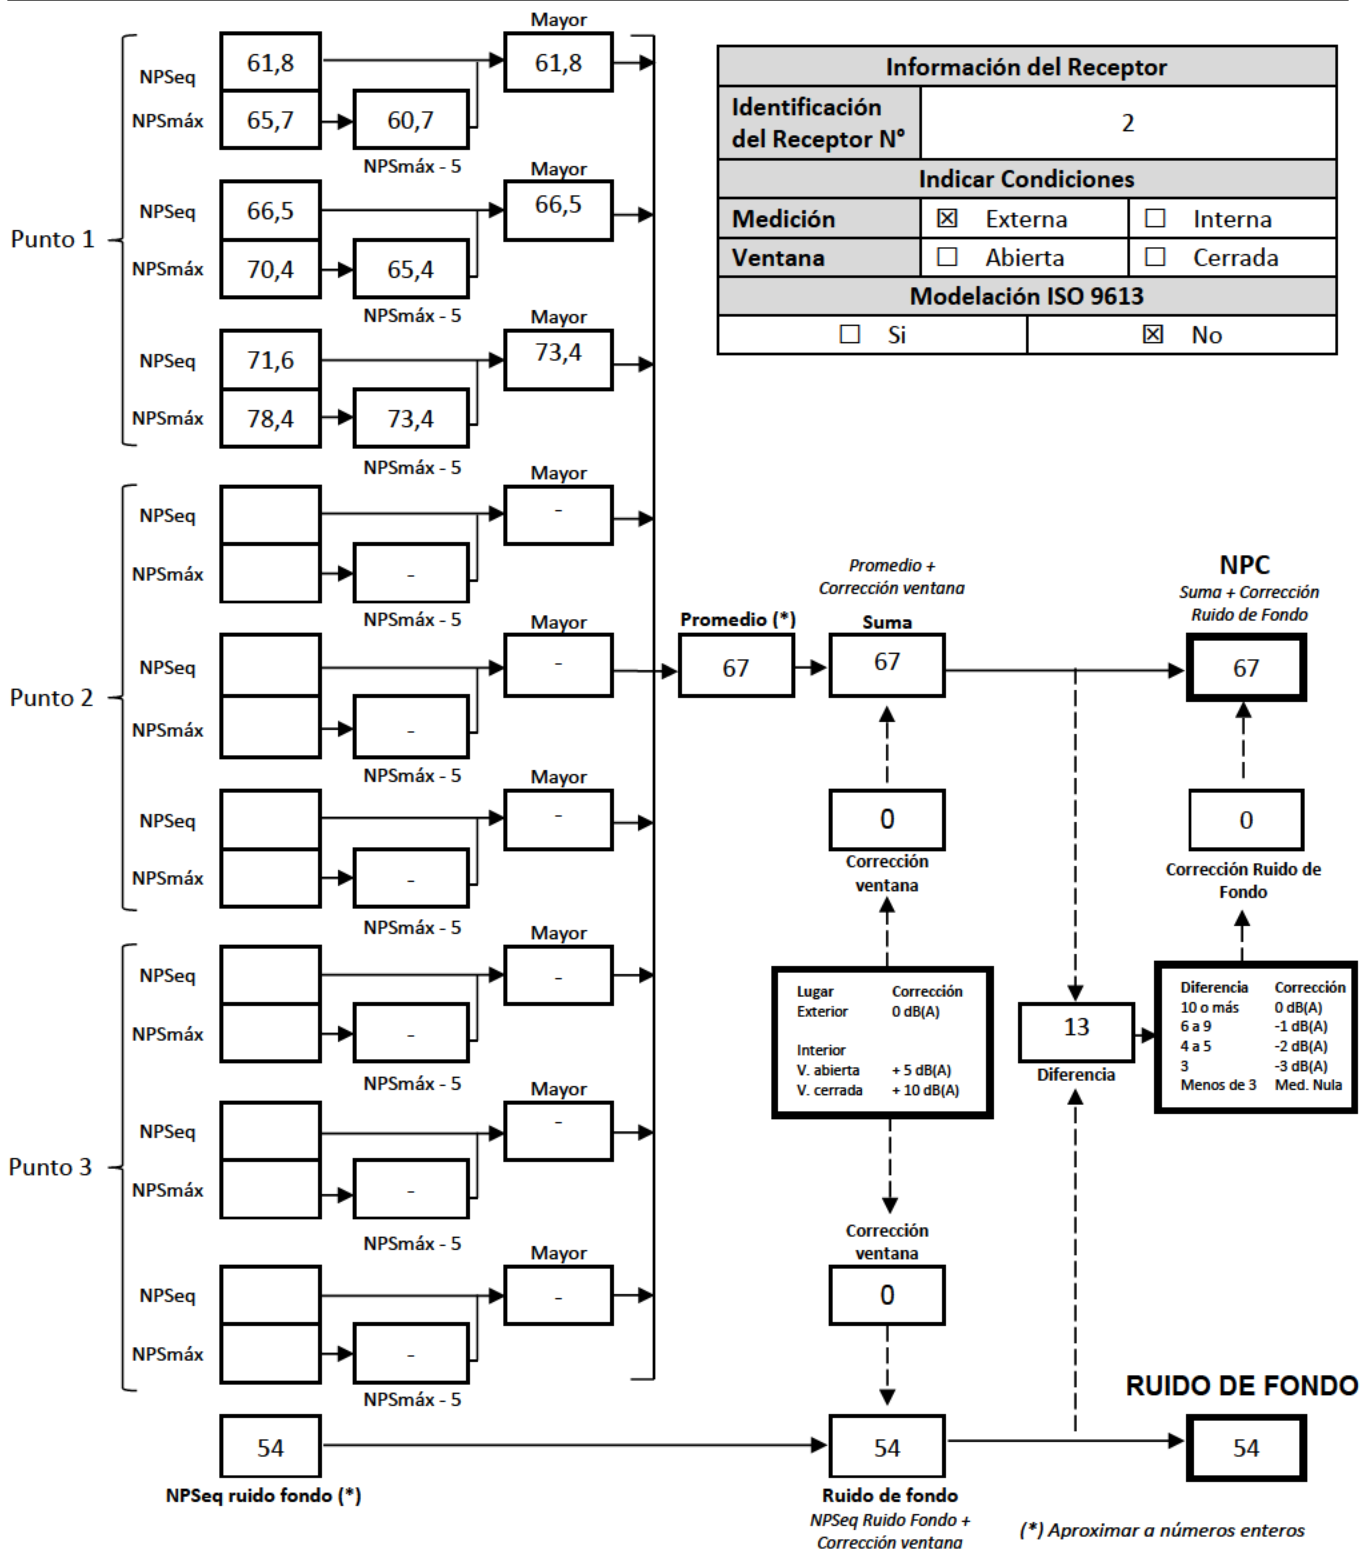 Información del Receptor
Identificación del Receptor N° 2
Indicar Condiciones
Medición ☒ Externa ☐ Interna
Ventana ☐ Abierta ☐ Cerrada
Modelación ISO 9613
☐ Si ☒ No
Punto 1
Mayor
NPSeq 61,8 61,8
NPSmáx 65,7 60,7
NPSmáx - 5
Mayor
NPSeq 66,5 66,5
NPSmáx 70,4 65,4
NPSmáx - 5
Mayor
NPSeq 71,6 73,4
NPSmáx 78,4 73,4
NPSmáx - 5
Punto 2
Mayor
NPSeq -
NPSmáx -
NPSmáx - 5
Mayor
NPSeq -
NPSmáx -
NPSmáx - 5
Mayor
NPSeq -
NPSmáx -
NPSmáx - 5
Punto 3
Mayor
NPSeq -
NPSmáx -
NPSmáx - 5
Mayor
NPSeq -
NPSmáx -
NPSmáx - 5
Mayor
NPSeq -
NPSmáx -
NPSmáx - 5
54
NPSeq ruido fondo (*)
Promedio (*)
67
Promedio +
Corrección ventana
Suma
67
0
Corrección
ventana
Lugar Corrección
Exterior 0 dB(A)
Interior
V. abierta + 5 dB(A)
V. cerrada + 10 dB(A)
Corrección
ventana
0
54
Ruido de fondo
NPSeq Ruido Fondo +
Corrección ventana
13
Diferencia
NPC
Suma + Corrección
Ruido de Fondo
67
0
Corrección Ruido de
Fondo
Diferencia Corrección
10 o más 0 dB(A)
6 a 9 -1 dB(A)
4 a 5 -2 dB(A)
3 -3 dB(A)
Menos de 3 Med. Nula
RUIDO DE FONDO
54
(*) Aproximar a números enteros